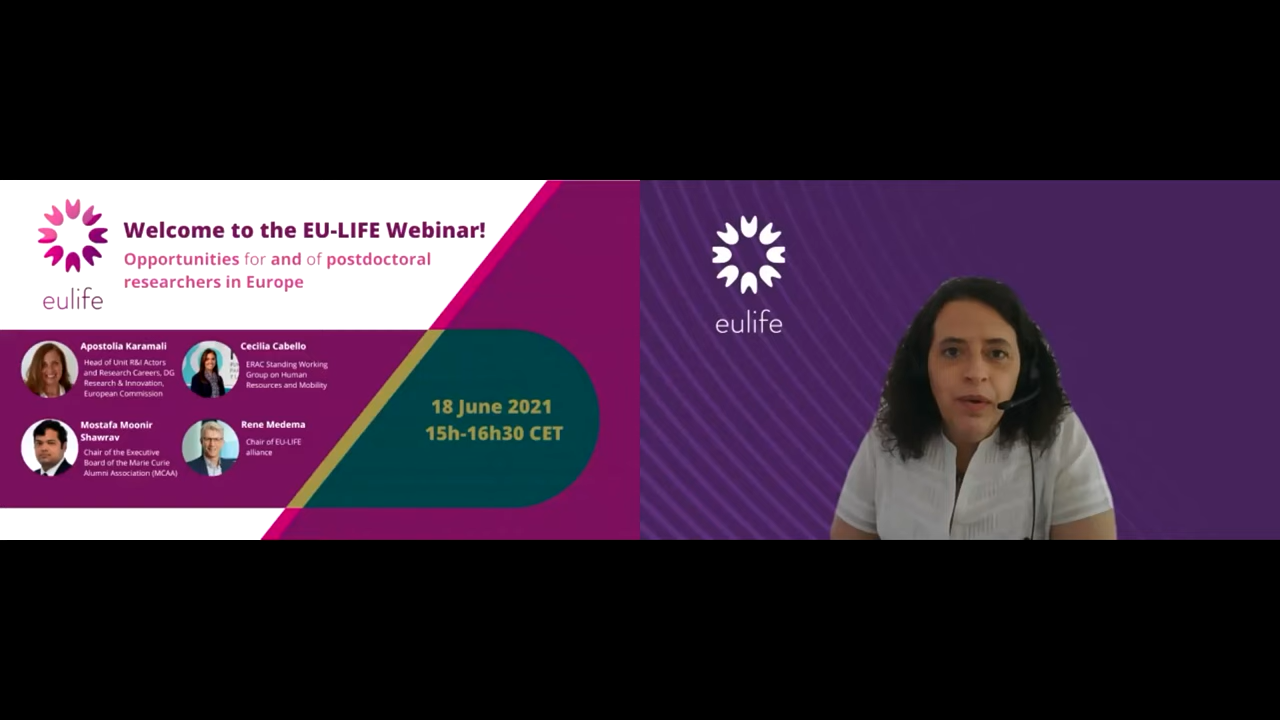 Welcome to the EU-LIFE Webinar!
Opportunities for and of postdoctoral
researchers in Europe
eulife
Apostolia Karamali
Head of Unit R&I Actors
and Research Careers, DG
Research & Innovation,
European Commission
Cecilia Cabello
ERAC Standing Working
Group on Human
Resources and Mobility
Mostafa Moonir
Shawrav
Chair of the Executive
Board of the Marie Curie
Alumni Association (MCAA)
Rene Medema
Chair of EU-LIFE
alliance
18 June 2021
15h-16h30 CET
eulife